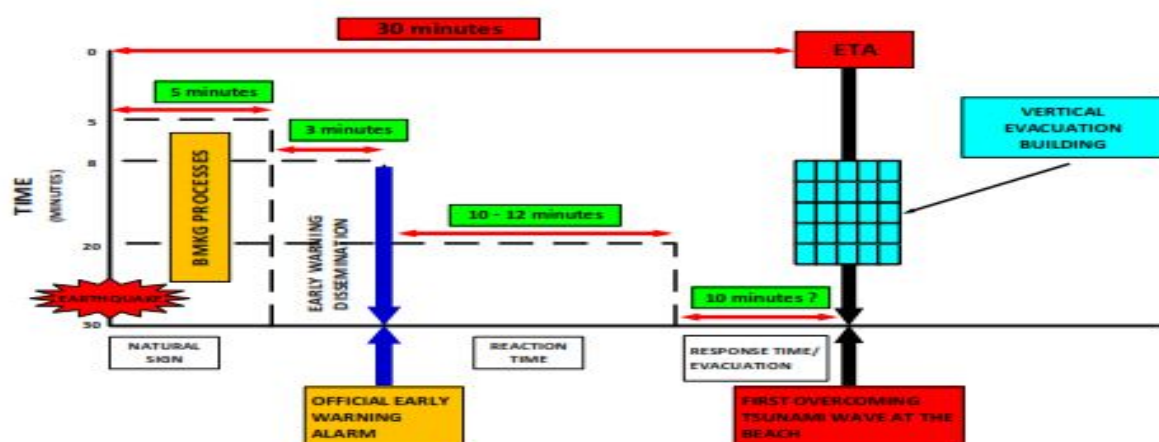 30 minutes
ETA
0
5 minutes
5
3 minutes
8
VERTICAL
EVACUATION
BUILDING
TIME
(MINUTES)
BMKG PROCESSES
EARLY WARNING
DISSEMINATION
10 - 12 minutes
20
EARTHQUAKE
10 minutes ?
30
NATURAL
SIGN
REACTION
TIME
RESPONSE TIME/
EVACUATION
OFFICIAL EARLY
WARNING
ALARM
FIRST OVERCOMING
TSUNAMI WAVE AT THE
BEACH